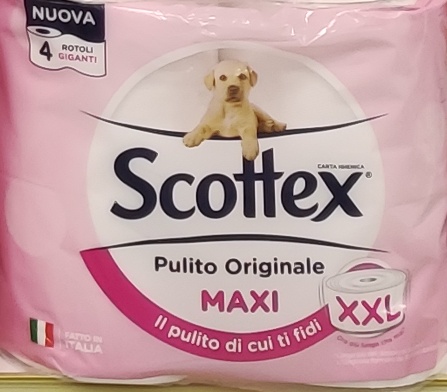 NUOVA
4 ROTOLI
GIGANTI
CARTA IGIENICA
Scottex®
Pulito Originale
MAXI
Il pulito di cui ti fidi
XXL
FATTO IN
ITALIA